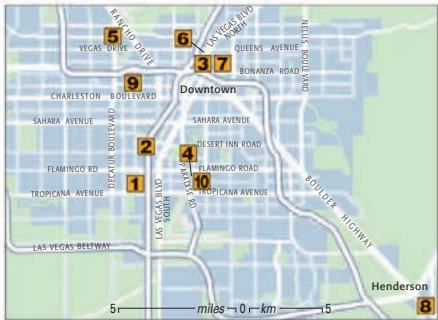 RANCHO DRIVE
LAS VEGAS BLVD
NORTH
NELLIS BOULEVARD
5
6
VEGAS DRIVE
QUEENS AVENUE
3
7
BONANZA ROAD
9
Downtown
CHARLESTON BOULEVARD
SAHARA AVENUE
SAHARA AVENUE
DECATUR BOULEVARD
2
DESERT INN ROAD
4
FLAMINGO RD
PARADISE RD
FLAMINGO ROAD
1
10
TROPICANA AVENUE
TROPICANA AVENUE
LAS VEGAS BLVD
SOUTH
BOULDER HIGHWAY
LAS VEGAS BELTWAY
Henderson
8
5 miles 0 km 5